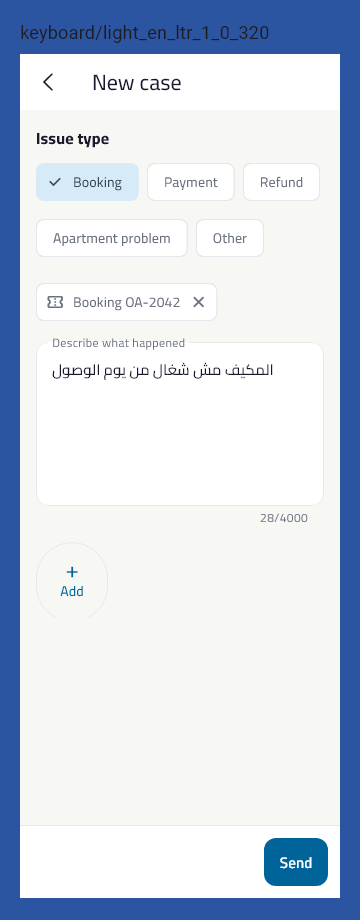 keyboard/light_en_ltr_1_0_320
New case
Issue type
Booking Payment Refund
Apartment problem Other
Booking OA-2042
Describe what happened
المكيف مش شغال من يوم الوصول
28/4000
Add
Send